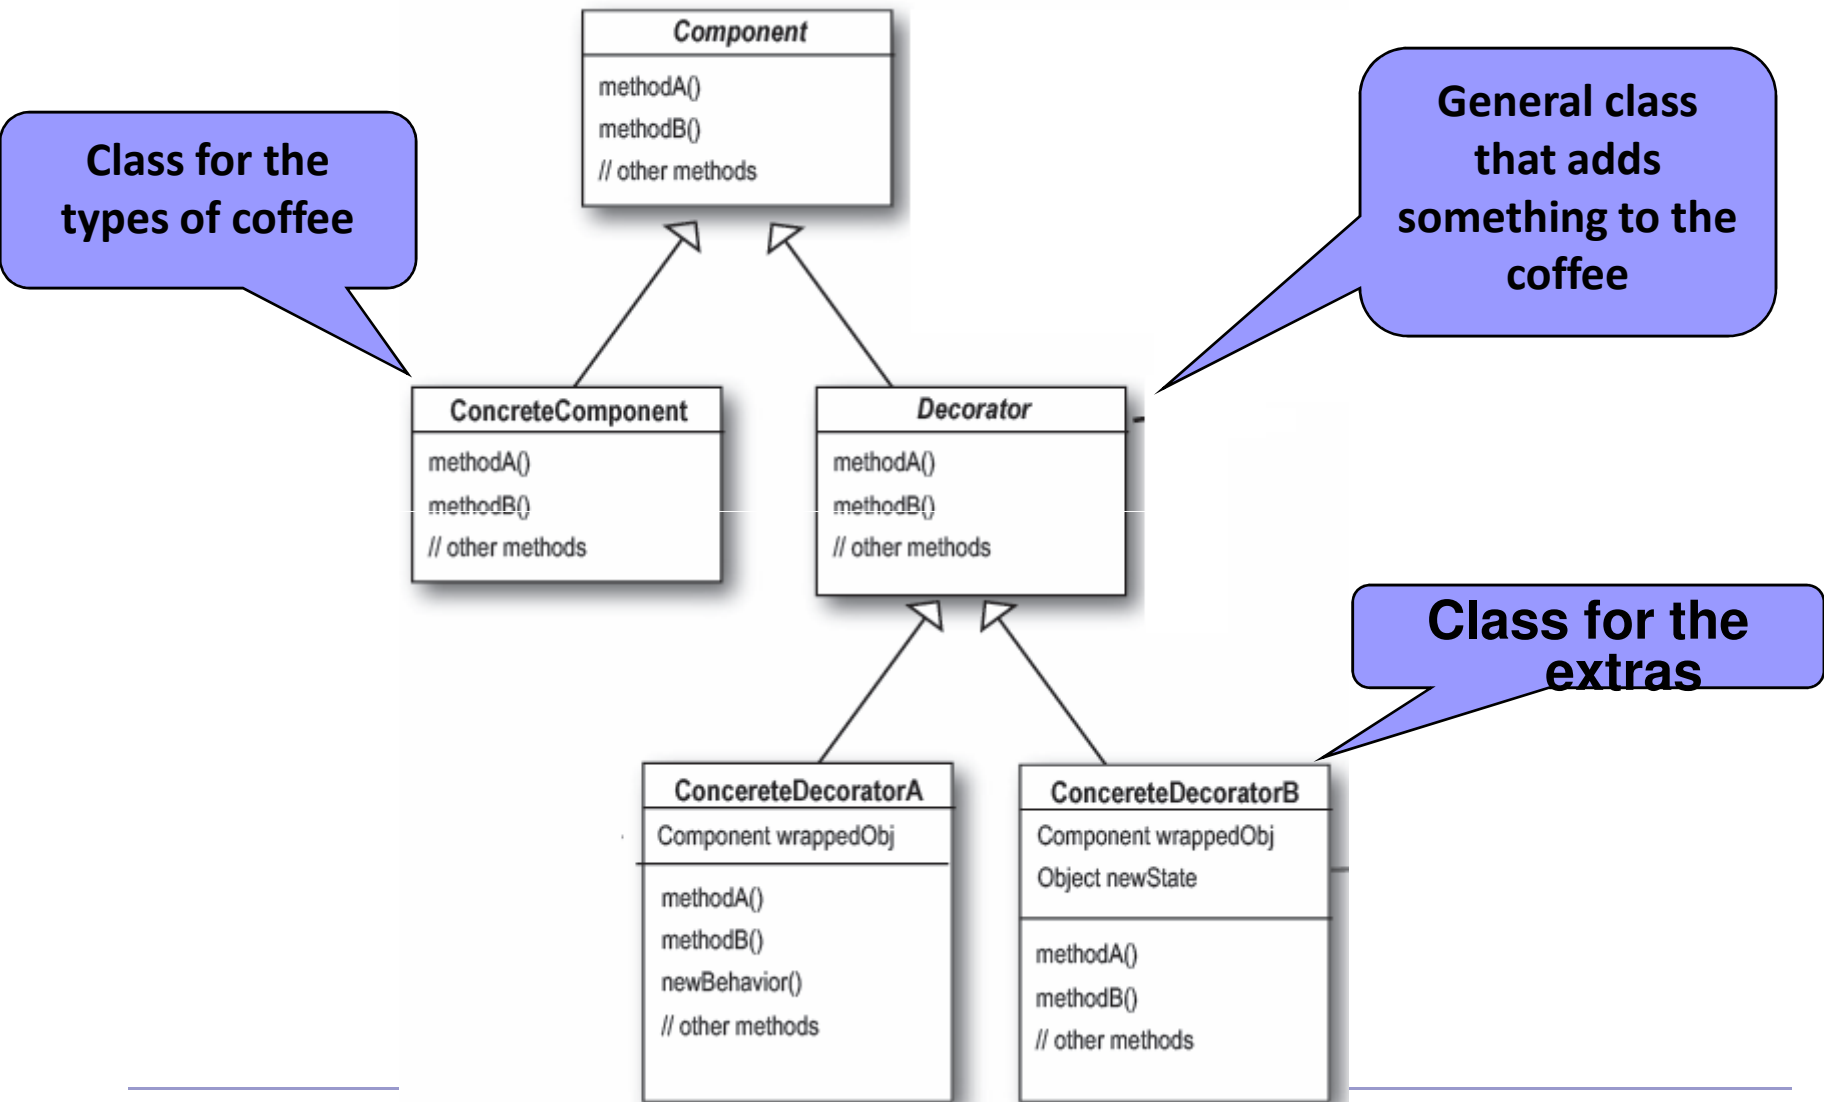 Component
methodA()
methodB()
// other methods
Class for the
types of coffee
General class
that adds
something to the
coffee
ConcreteComponent
methodA()
methodB()
// other methods
Decorator
methodA()
methodB()
// other methods
Class for the
extras
ConcereteDecoratorA
Component wrappedObj
methodA()
methodB()
newBehavior()
// other methods
ConcereteDecoratorB
Component wrappedObj
Object newState
methodA()
methodB()
// other methods